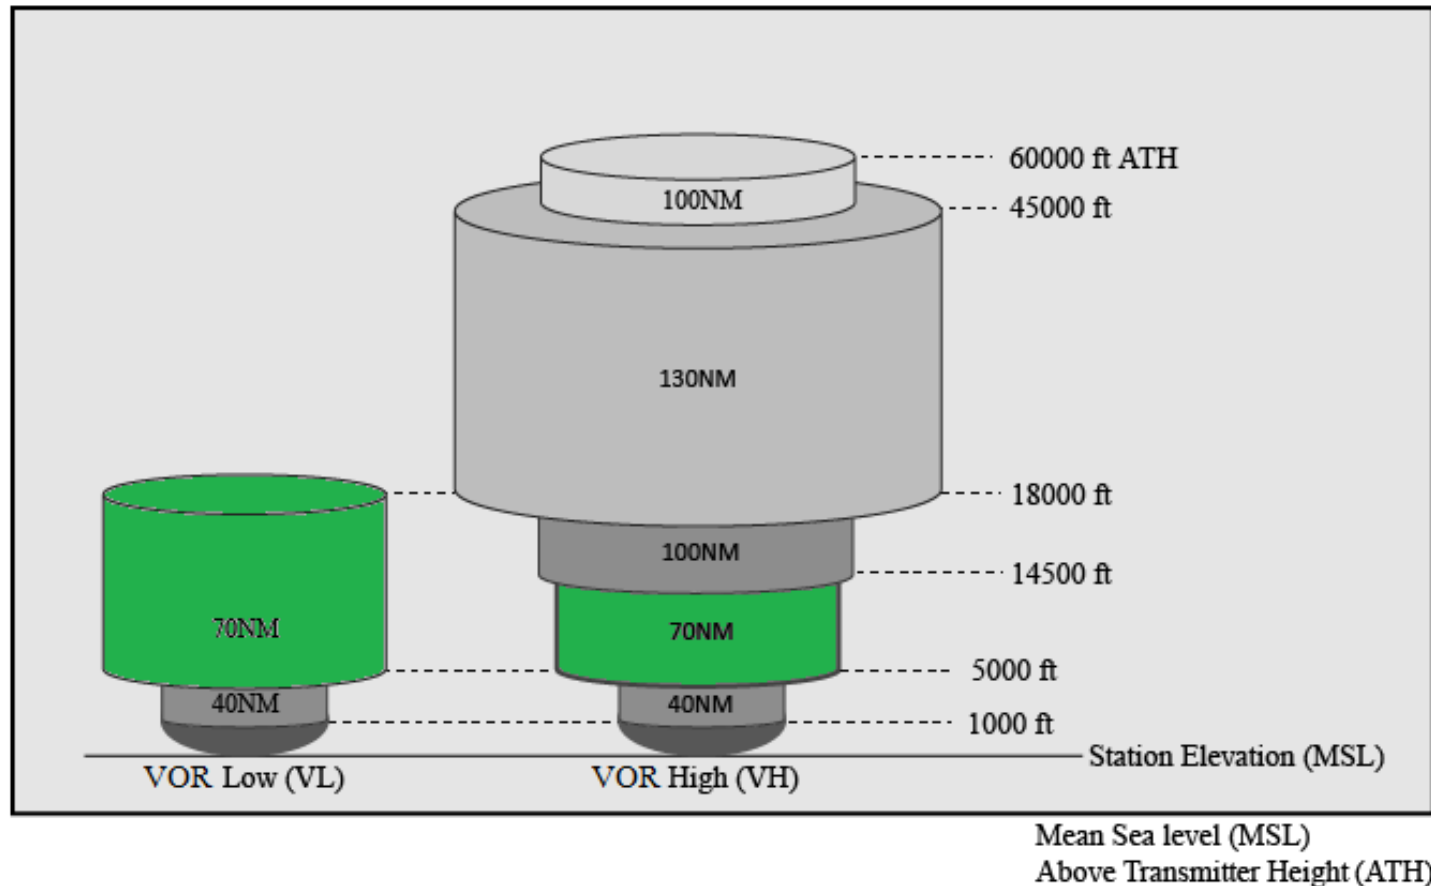 60000 ft ATH
100NM
45000 ft
130NM
18000 ft
100NM
14500 ft
70NM
70NM
5000 ft
40NM
40NM
1000 ft
Station Elevation (MSL)
VOR Low (VL)
VOR High (VH)
Mean Sea level (MSL)
Above Transmitter Height (ATH)